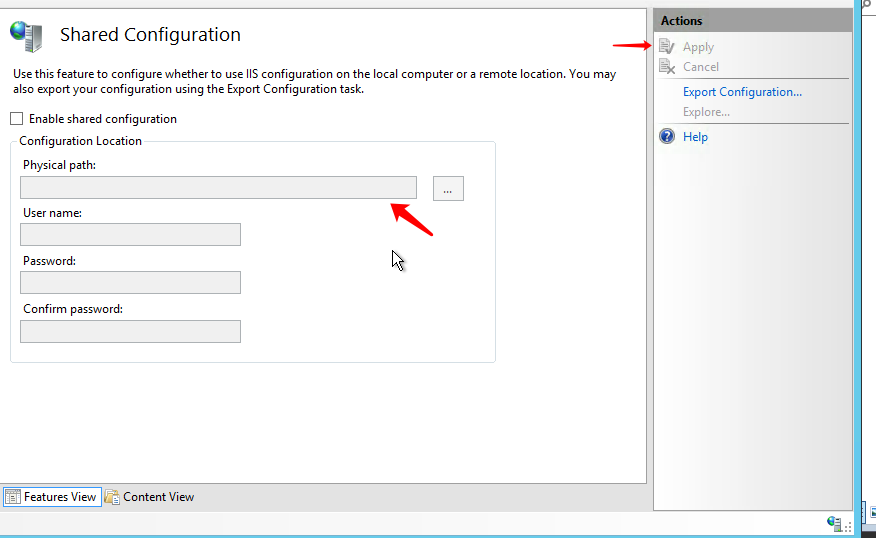 Shared Configuration
Use this feature to configure whether to use IIS configuration on the local computer or a remote location. You may
also export your configuration using the Export Configuration task.
Enable shared configuration
Configuration Location
Physical path:
...
User name:
Password:
Confirm password:
Features View
Content View
Actions
Apply
Cancel
Export Configuration...
Explore...
Help